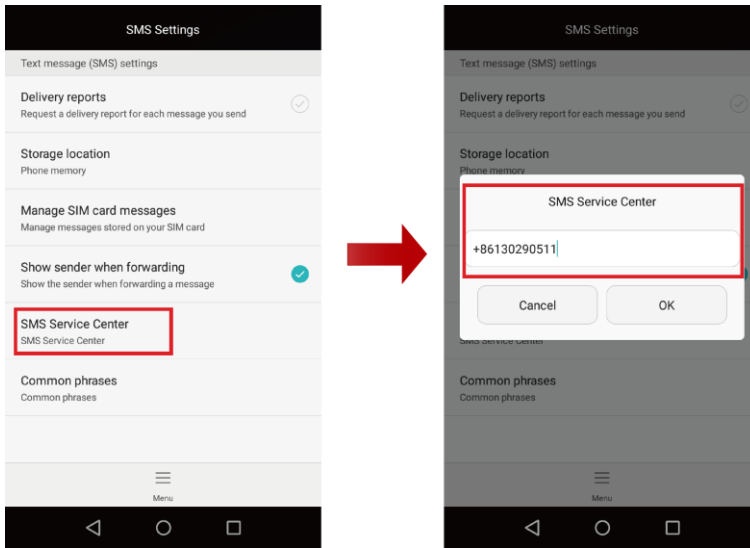 SMS Settings
Text message (SMS) settings
Delivery reports
Request a delivery report for each message you send
Storage location
Phone memory
Manage SIM card messages
Manage messages stored on your SIM card
Show sender when forwarding
Show the sender when forwarding a message
SMS Service Center
SMS Service Center
Common phrases
Common phrases
Menu
SMS Settings
Text message (SMS) settings
Delivery reports
Request a delivery report for each message you send
Storage location
Phone memory
SMS Service Center
+86130290511
Cancel
OK
SMS Service Center
Common phrases
Common phrases
Menu